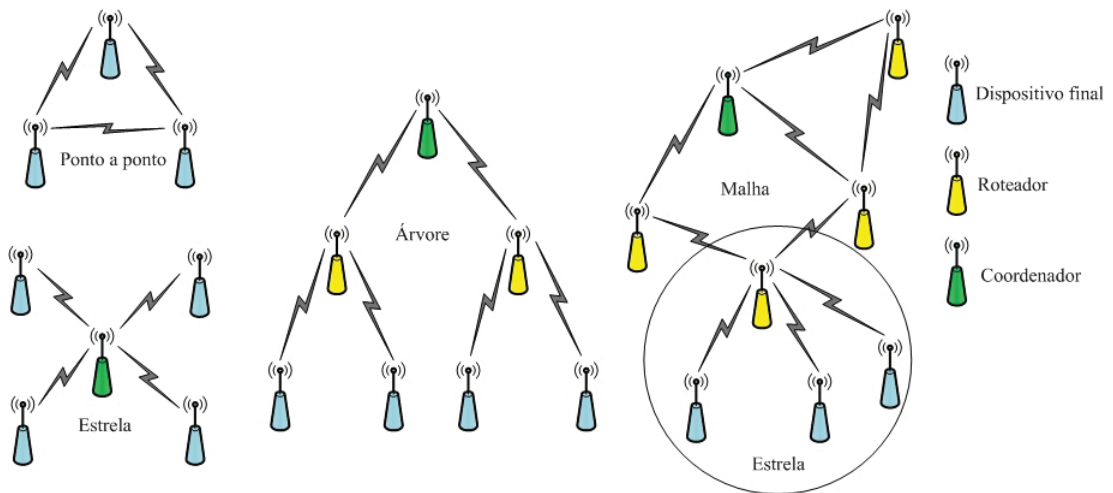 Ponto a ponto
Estrela
Árvore
Malha
Estrela
Dispositivo final
Roteador
Coordenador